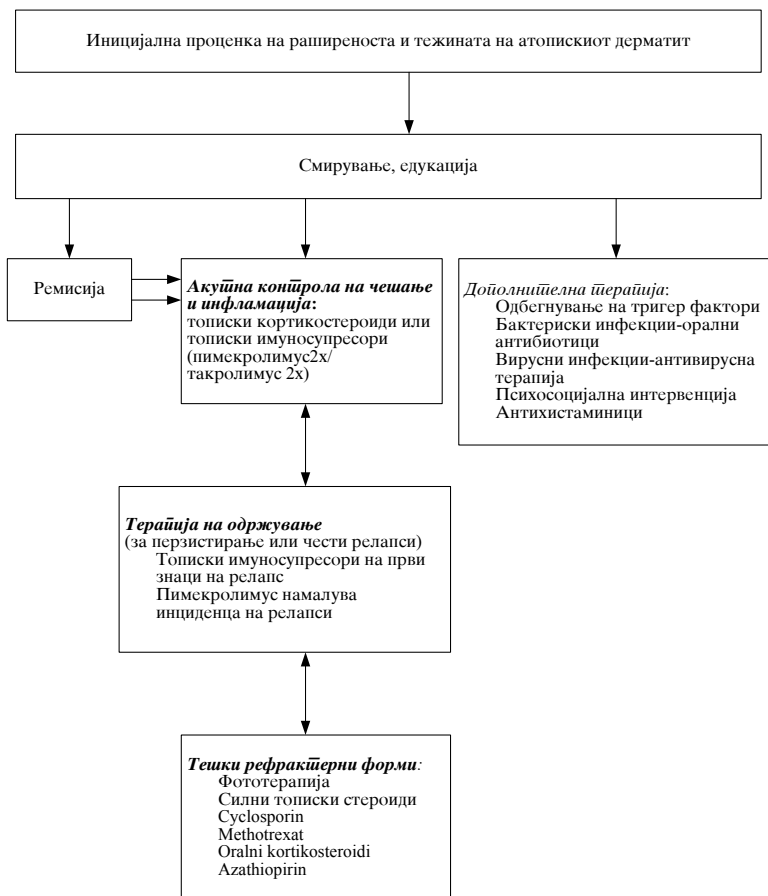 Иницијална проценка на раширеноста и тежината на атопискиот дерматит
Смирување, едукација
Ремисија
Акутна контрола на чешање
и инфламација:
тописки кортикостероиди или
тописки имуносупресори
(пимекролимус2x/
такролимус 2x)
Дополнителна терапија:
Одбегнување на тригер фактори
Бактериски инфекции-орални
антибиотици
Вирусни инфекции-антивирусна
терапија
Психосоцијална интервенција
Антихистаминици
Терапија на одржување
(за перзистирање или чести релапси)
Тописки имуносупресори на први
знаци на релапс
Пимекролимус намалува
инциденца на релапси
Тешки рефрактерни форми:
Фототерапија
Силни тописки стероиди
Cyclosporin
Methotrexat
Oralni kortikosteroidi
Azathiopirin